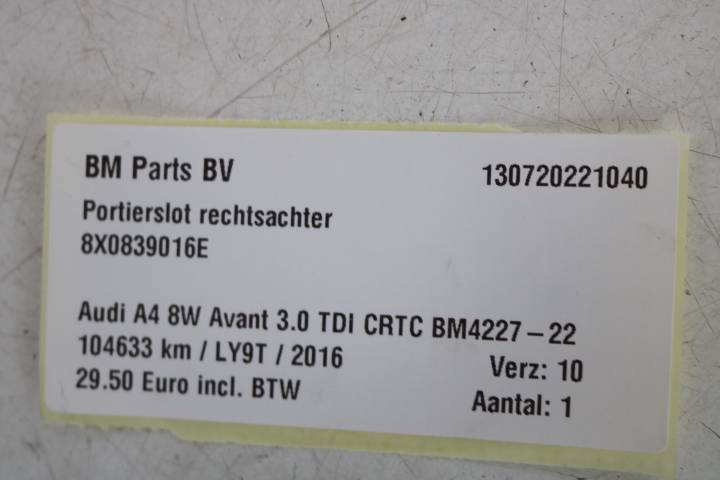 BM Parts BV 130720221040
Portierslot rechtsachter
8X0839016E
Audi A4 8W Avant 3.0 TDI CRTC BM4227-22
104633 km / LY9T / 2016 Verz: 10
29.50 Euro incl. BTW Aantal: 1